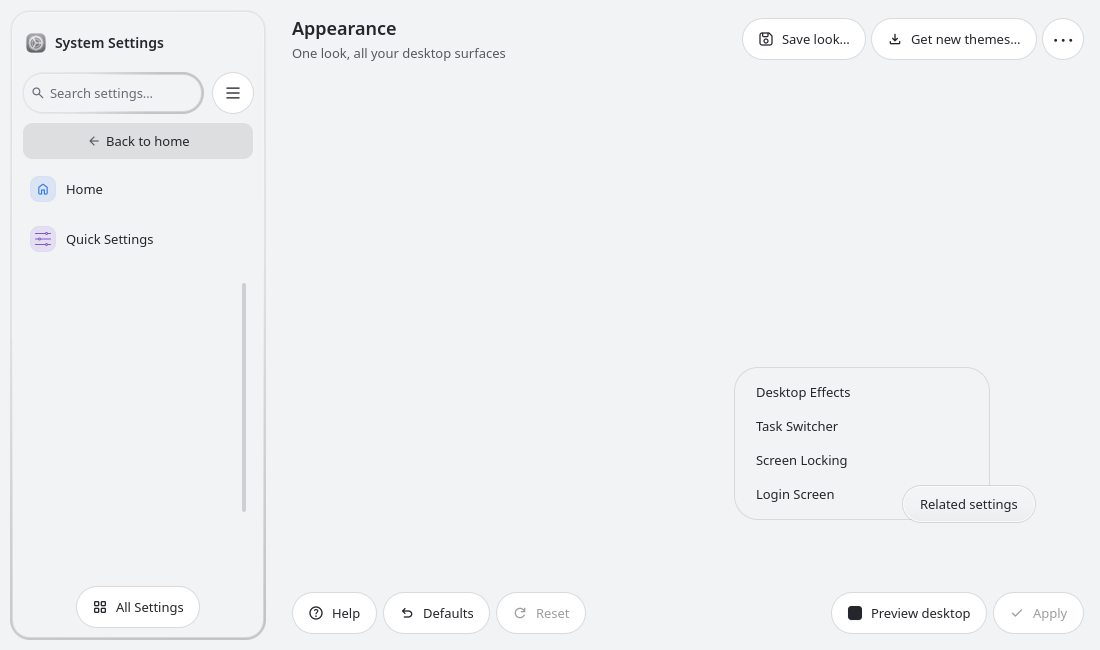 System Settings
Search settings...
Back to home
Home
Quick Settings
All Settings
Appearance
One look, all your desktop surfaces
Save look...
Get new themes...
Desktop Effects
Task Switcher
Screen Locking
Login Screen
Related settings
Help
Defaults
Reset
Preview desktop
Apply